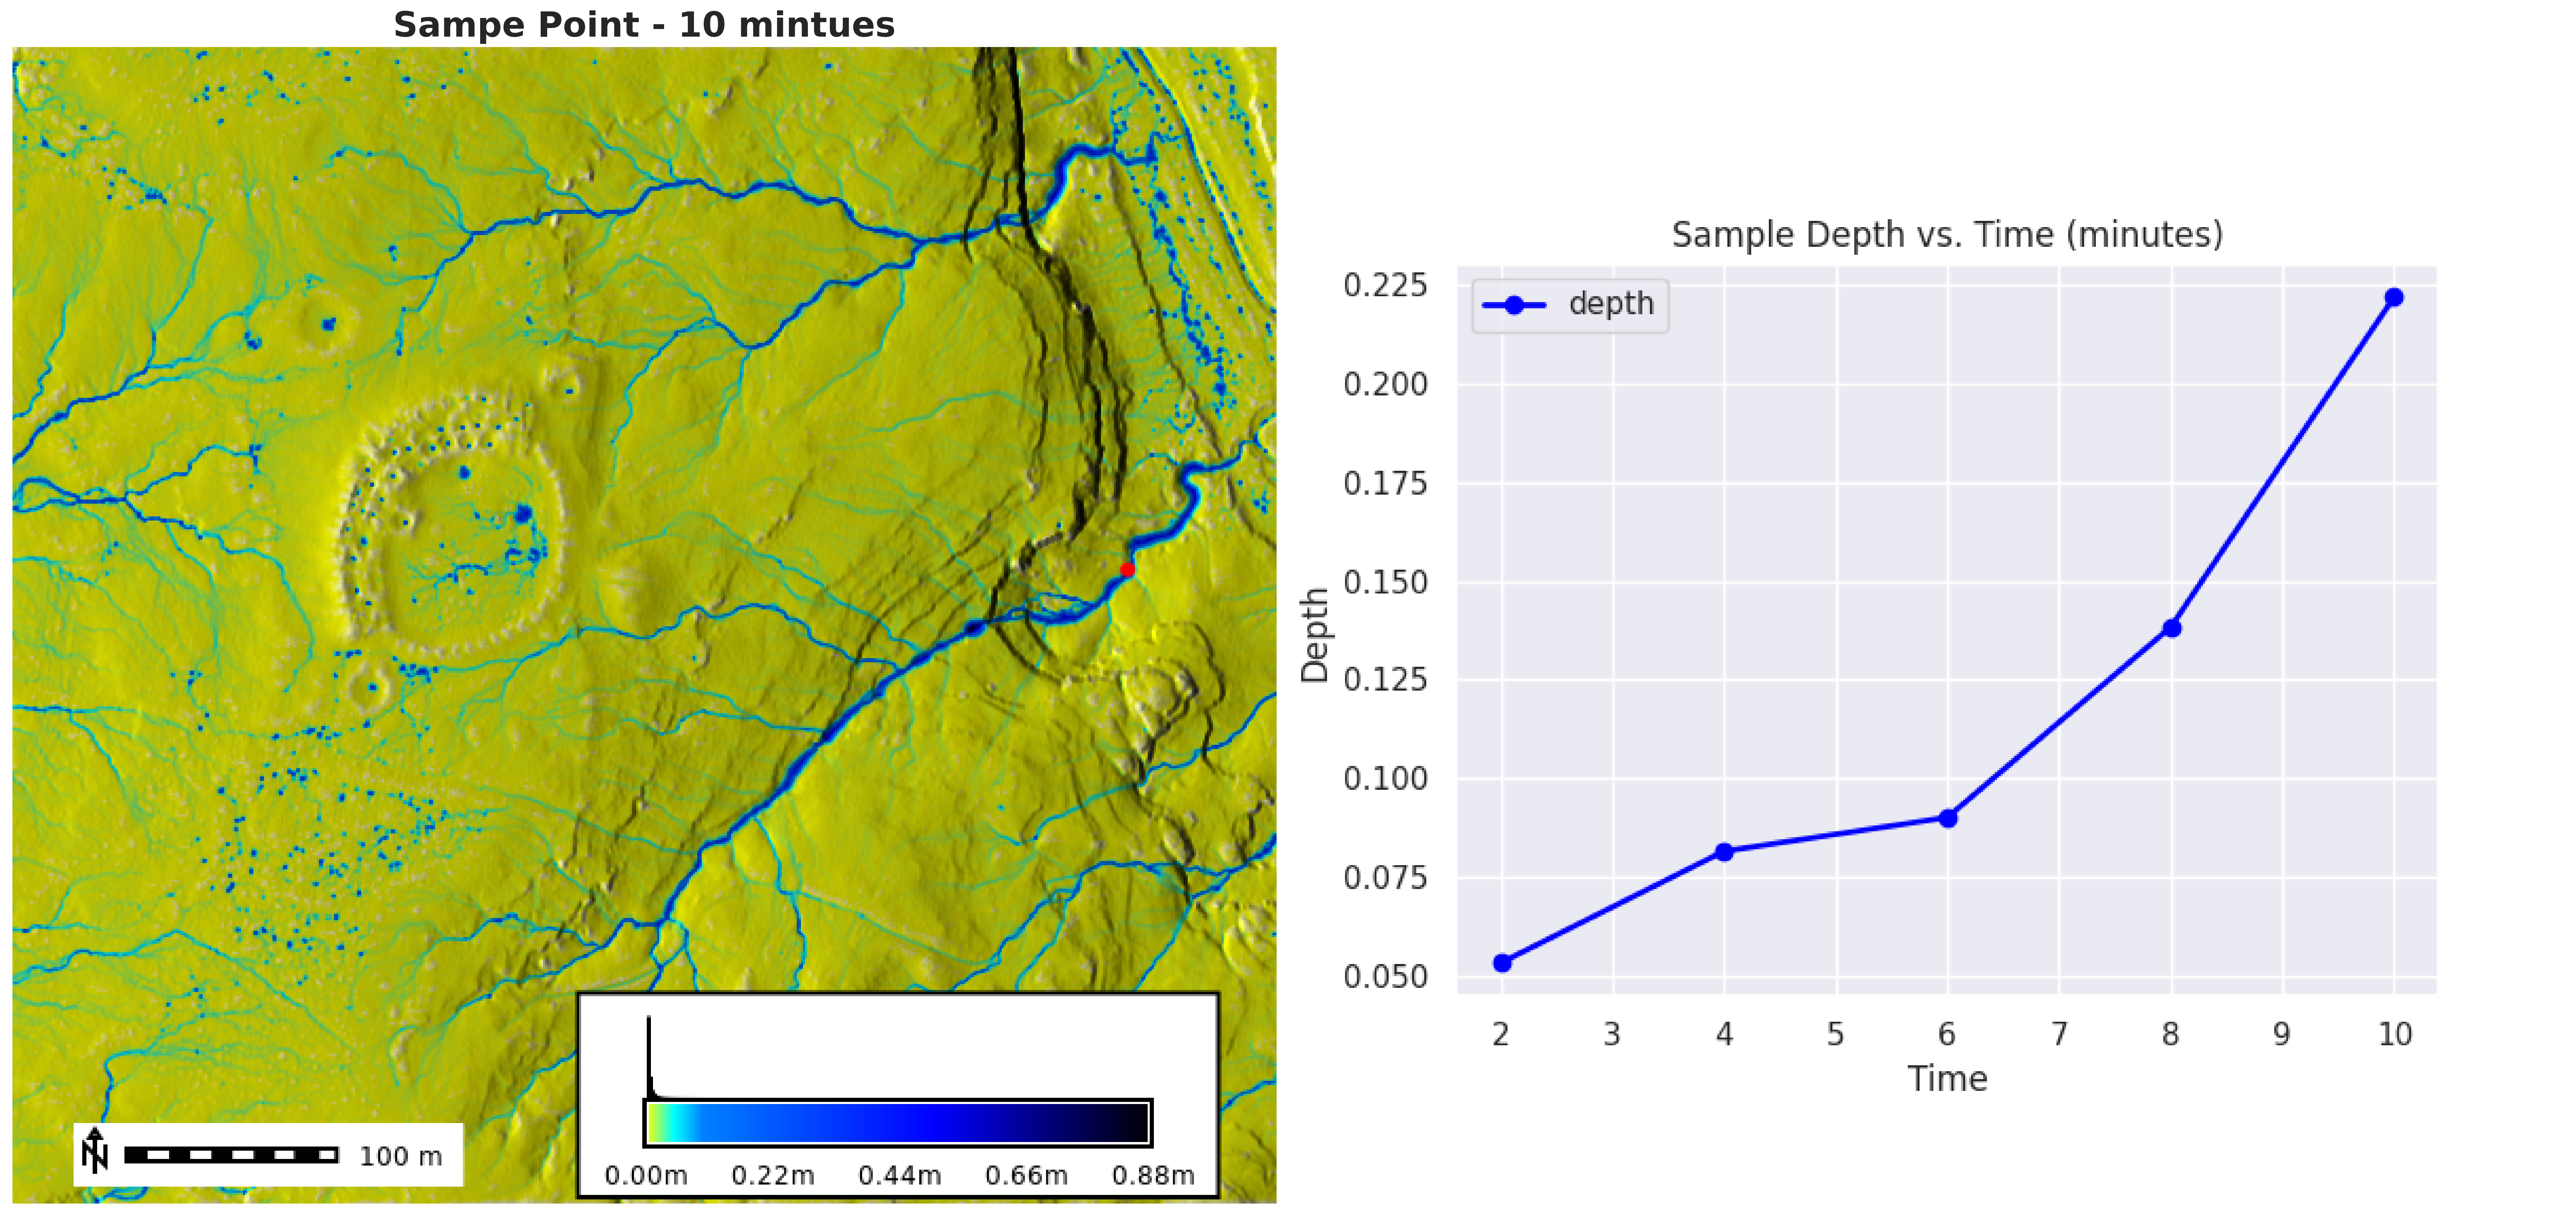 Sampe Point - 10 mintues
N
100 m
0.00m 0.22m 0.44m 0.66m 0.88m
Sample Depth vs. Time (minutes)
depth
Depth
0.225
0.200
0.175
0.150
0.125
0.100
0.075
0.050
2 3 4 5 6 7 8 9 10
Time